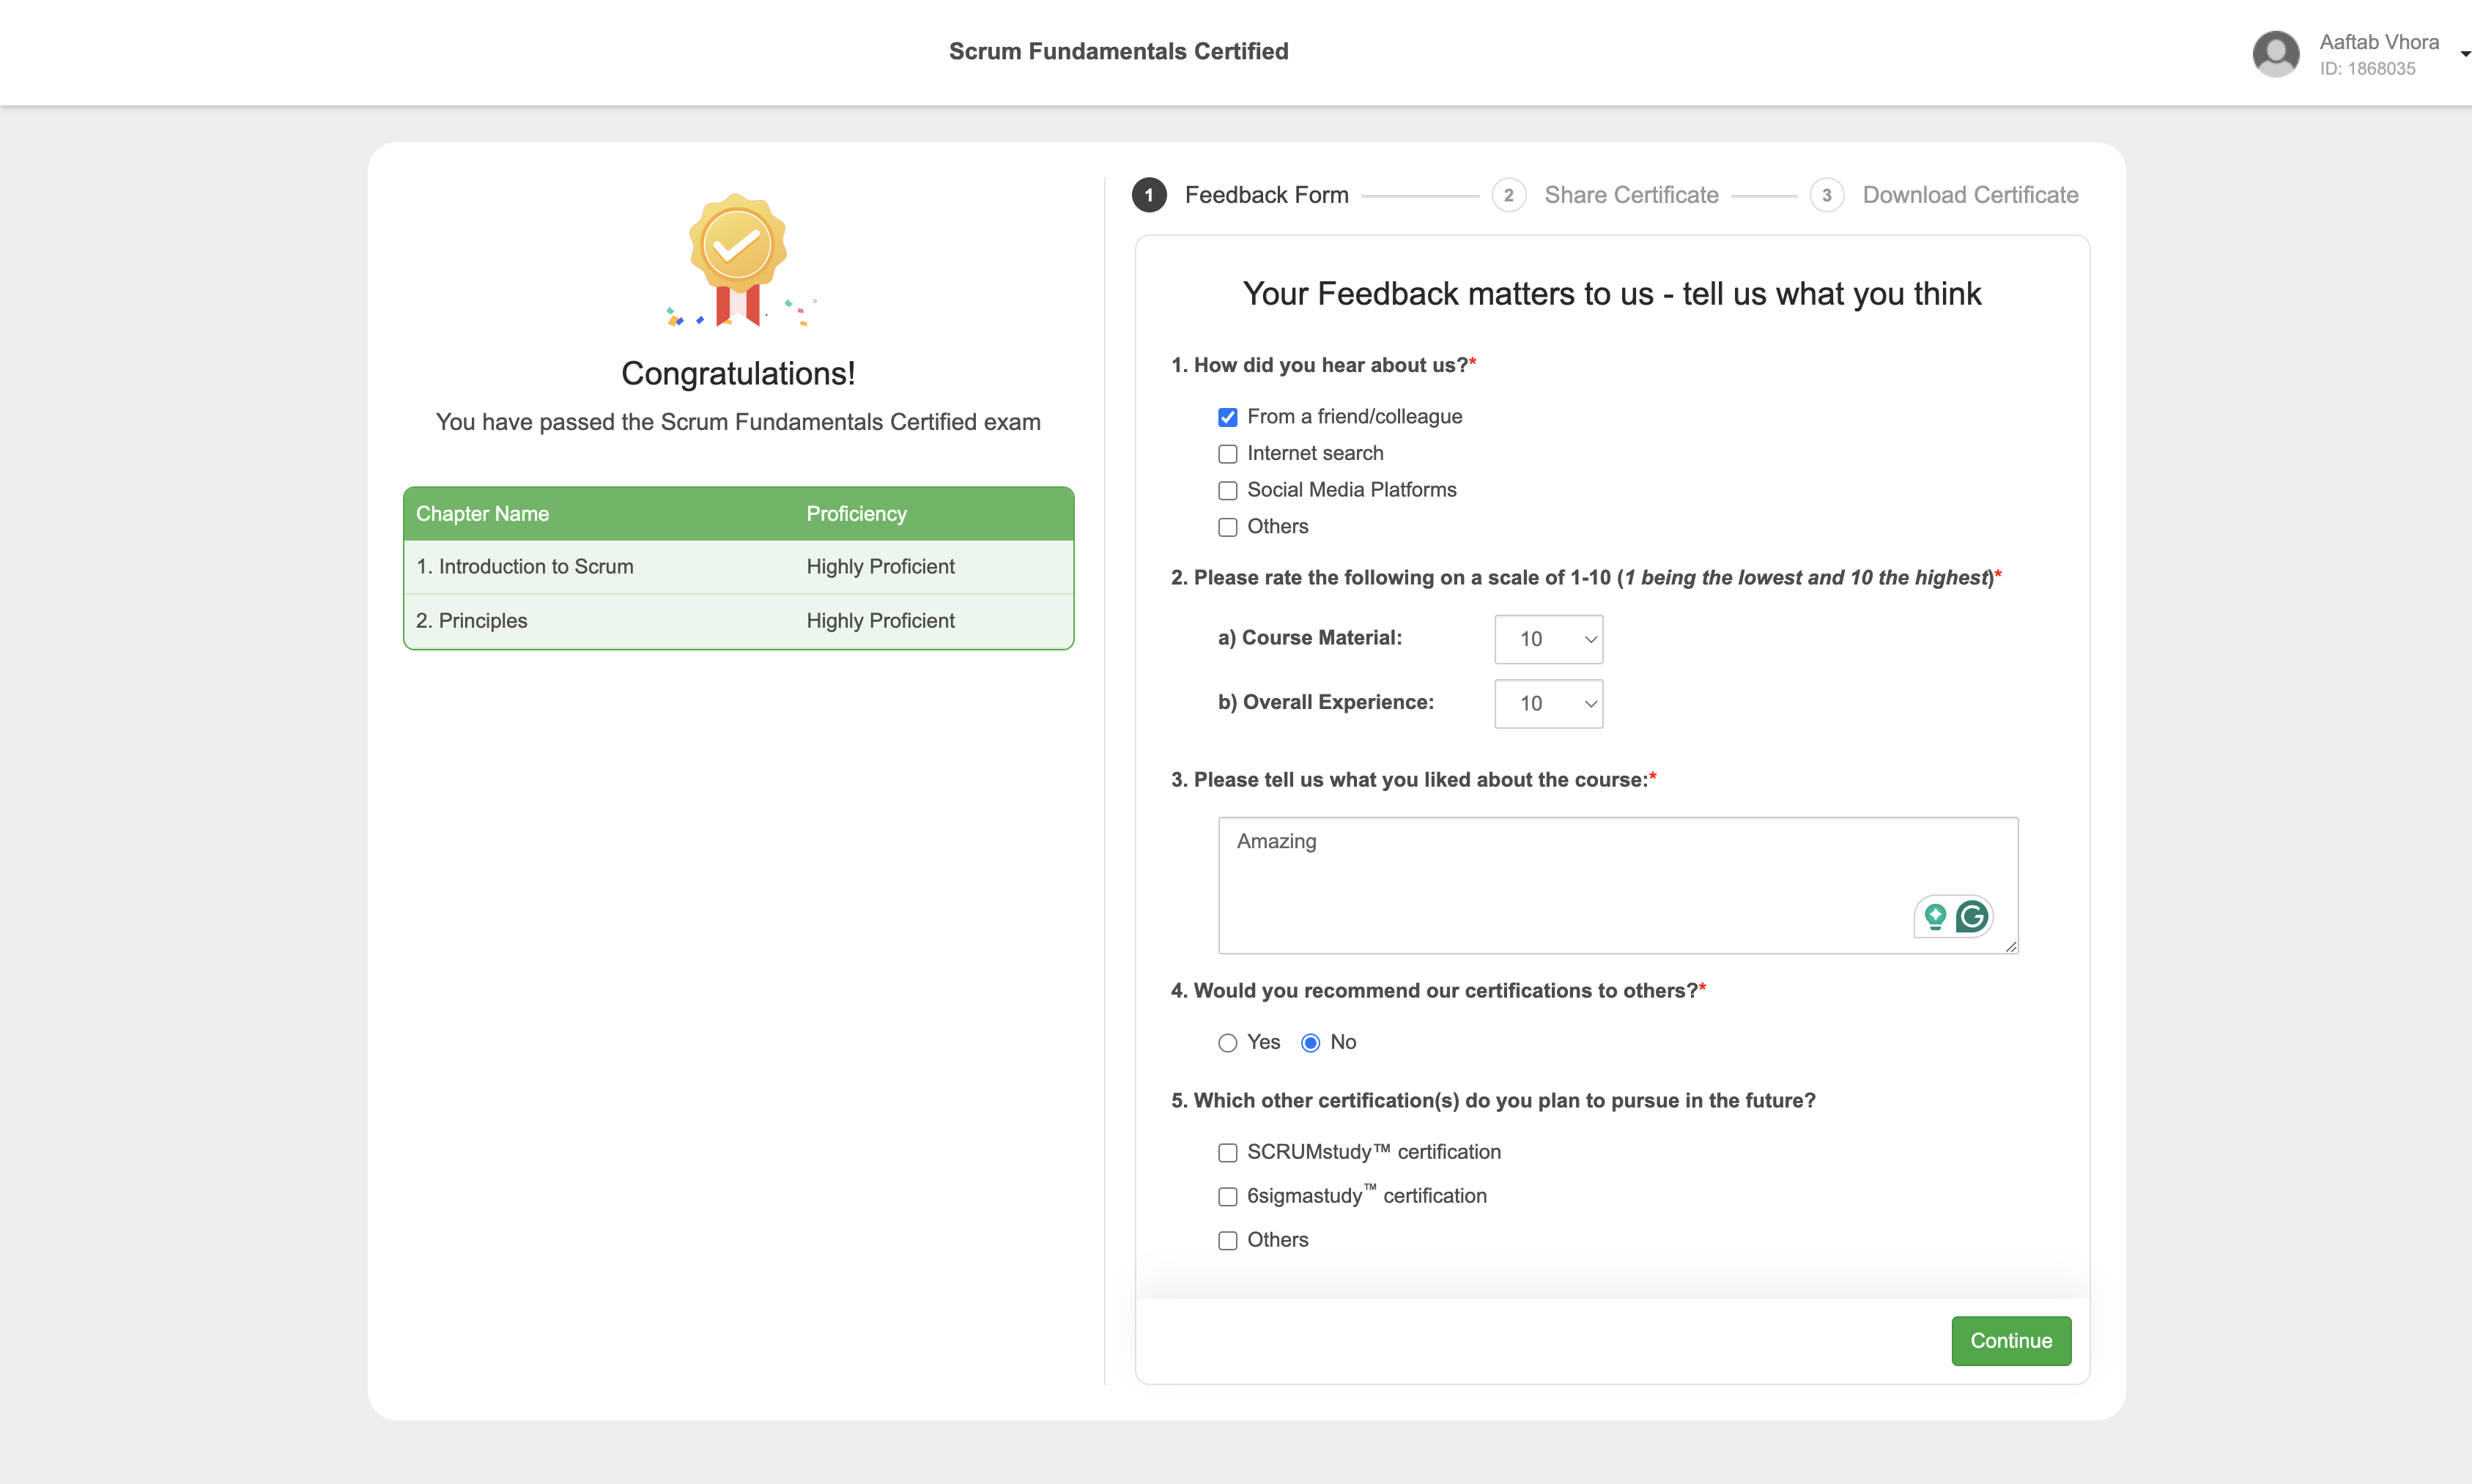 Scrum Fundamentals Certified
Aaftab Vhora
ID: 1868035
Congratulations!
You have passed the Scrum Fundamentals Certified exam
Chapter Name Proficiency
1. Introduction to Scrum Highly Proficient
2. Principles Highly Proficient
1 Feedback Form 2 Share Certificate 3 Download Certificate
Your Feedback matters to us - tell us what you think
1. How did you hear about us?*
From a friend/colleague
Internet search
Social Media Platforms
Others
2. Please rate the following on a scale of 1-10 (1 being the lowest and 10 the highest)*
a) Course Material: 10
b) Overall Experience: 10
3. Please tell us what you liked about the course:*
Amazing
4. Would you recommend our certifications to others?*
Yes No
5. Which other certification(s) do you plan to pursue in the future?
SCRUMstudy™ certification
6sigmastudy™ certification
Others
Continue